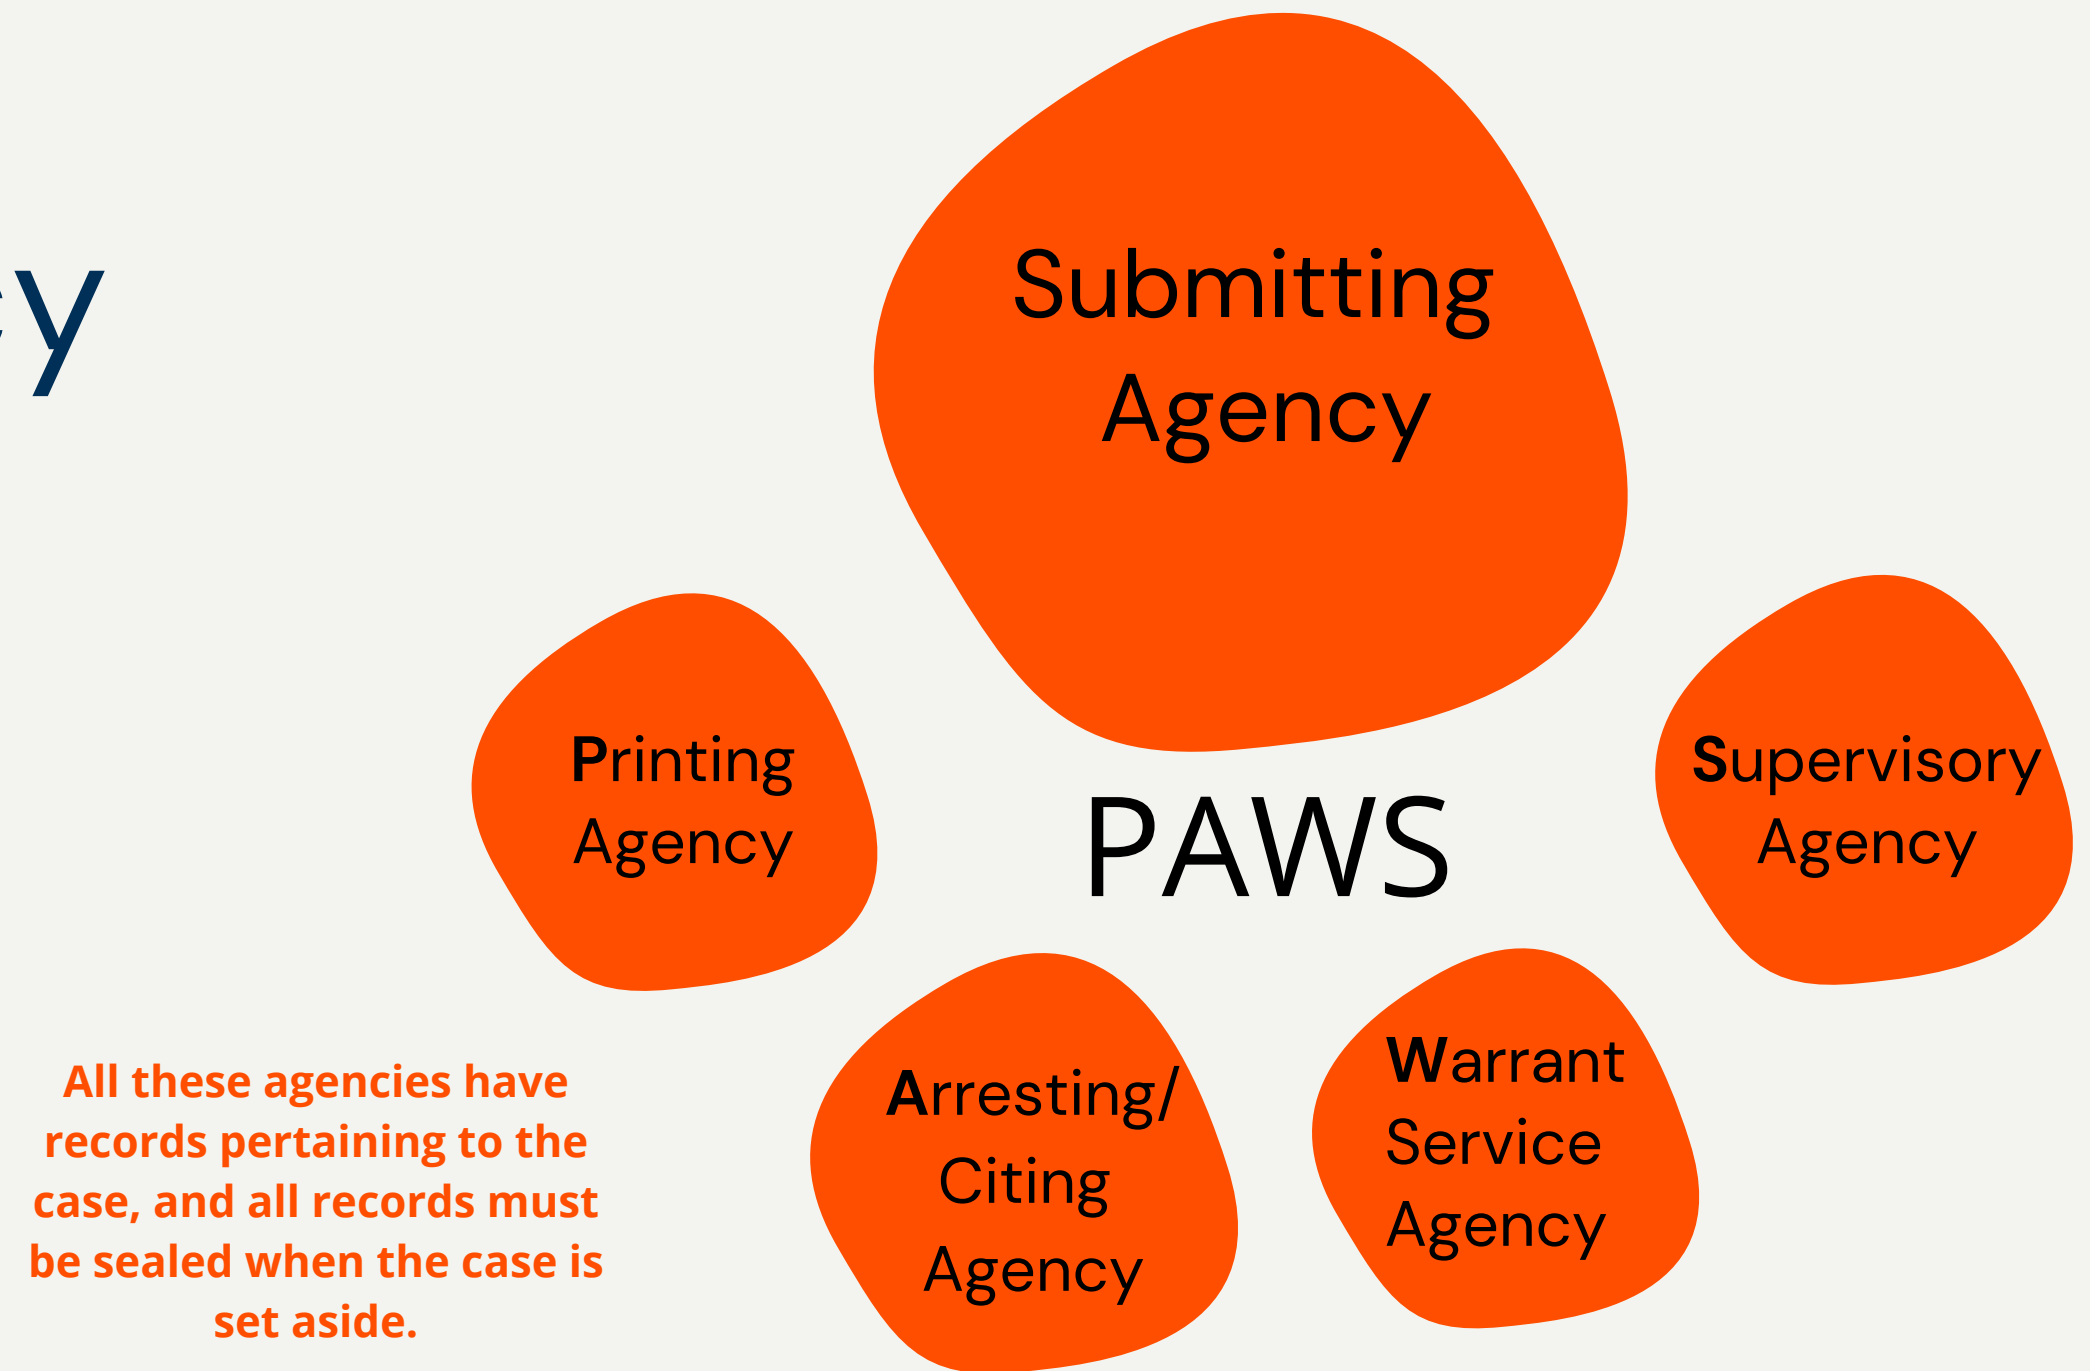 cy
Submitting
Agency
Printing
Agency
PAWS
Supervisory
Agency
Arresting/
Citing
Agency
Warrant
Service
Agency
All these agencies have
records pertaining to the
case, and all records must
be sealed when the case is
set aside.